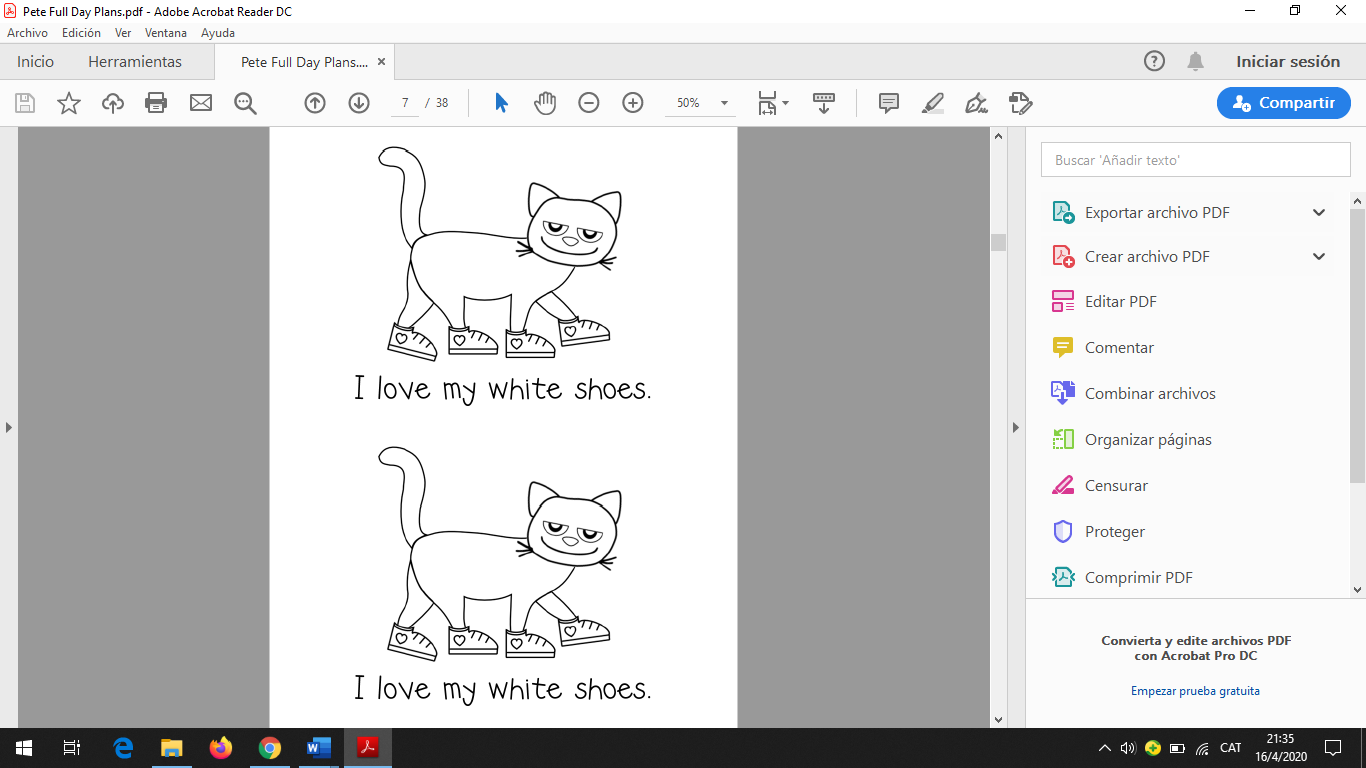 Pete Full Day Plans.pdf - Adobe Acrobat Reader DC
Archivo Edición Ver Ventana Ayuda
Inicio Herramientas Pete Full Day Plans.... Iniciar sesión
7 / 38 50% Compartir
I love my white shoes.
I love my white shoes.
Buscar 'Añadir texto'
Exportar archivo PDF
Crear archivo PDF
Editar PDF
Comentar
Combinar archivos
Organizar páginas
Censurar
Proteger
Comprimir PDF
Convierta y edite archivos PDF
con Acrobat Pro DC
Empezar prueba gratuita
CAT
21:35
16/4/2020